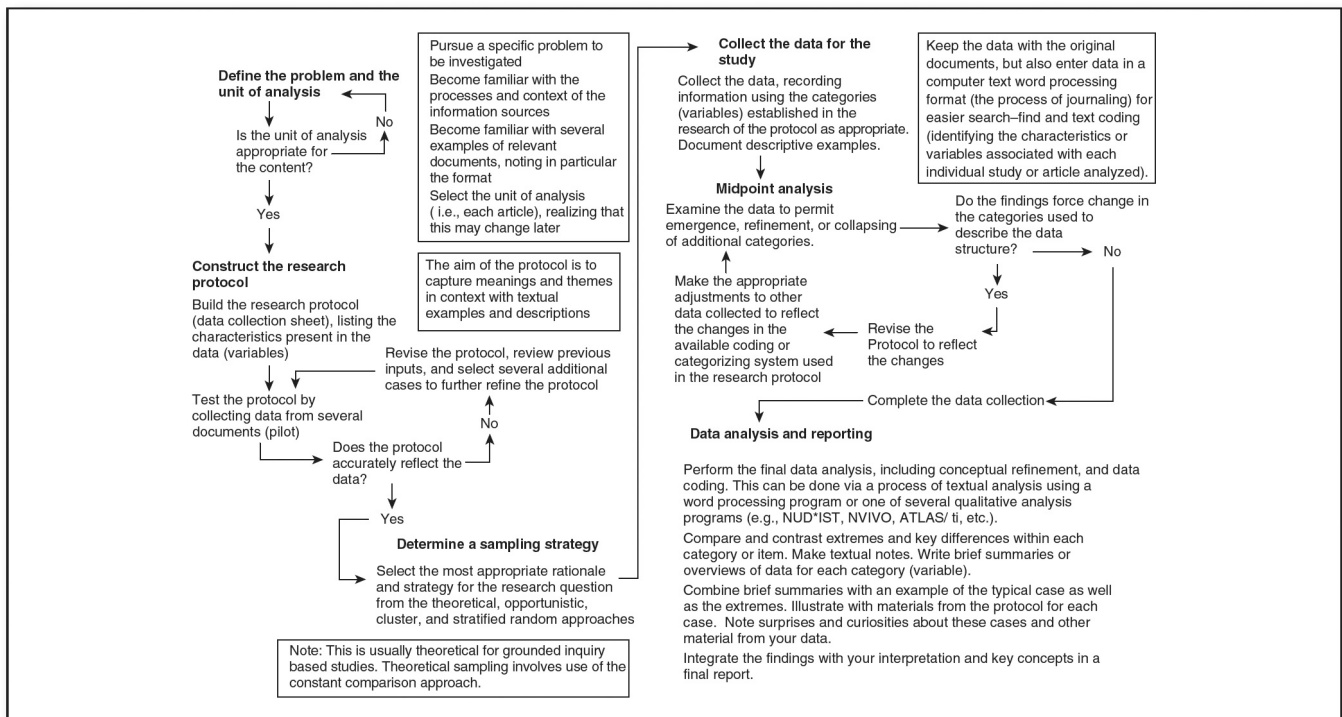 Define the problem and the
unit of analysis
No
Is the unit of analysis
appropriate for
the content?
Yes
Pursue a specific problem to
be investigated
Become familiar with the
processes and context of the
information sources
Become familiar with several
examples of relevant
documents, noting in particular
the format
Select the unit of analysis
( i.e., each article), realizing that
this may change later
Construct the research
protocol
Build the research protocol
(data collection sheet), listing the
characteristics present in the
data (variables)
The aim of the protocol is to
capture meanings and themes
in context with textual
examples and descriptions
Revise the protocol, review previous
inputs, and select several additional
cases to further refine the protocol
Test the protocol by
collecting data from several
documents (pilot)
No
Does the protocol
accurately reflect the
data?
Yes
Determine a sampling strategy
Select the most appropriate rationale
and strategy for the research question
from the theoretical, opportunistic,
cluster, and stratified random approaches
Note: This is usually theoretical for grounded inquiry
based studies. Theoretical sampling involves use of the
constant comparison approach.
Collect the data for the
study
Collect the data, recording
information using the categories
(variables) established in the
research of the protocol as appropriate.
Document descriptive examples.
Keep the data with the original
documents, but also enter data in a
computer text word processing
format (the process of journaling) for
easier search–find and text coding
(identifying the characteristics or
variables associated with each
individual study or article analyzed).
Midpoint analysis
Examine the data to permit
emergence, refinement, or collapsing
of additional categories.
Do the findings force change in
the categories used to
describe the data
structure?
No
Yes
Revise the
Protocol to reflect
the changes
Make the appropriate
adjustments to other
data collected to reflect
the changes in the
available coding or
categorizing system used
in the research protocol
Complete the data collection
Data analysis and reporting
Perform the final data analysis, including conceptual refinement, and data
coding. This can be done via a process of textual analysis using a
word processing program or one of several qualitative analysis
programs (e.g., NUD*IST, NVIVO, ATLAS/ ti, etc.).
Compare and contrast extremes and key differences within each
category or item. Make textual notes. Write brief summaries or
overviews of data for each category (variable).
Combine brief summaries with an example of the typical case as well
as the extremes. Illustrate with materials from the protocol for each
case. Note surprises and curiosities about these cases and other
material from your data.
Integrate the findings with your interpretation and key concepts in a
final report.